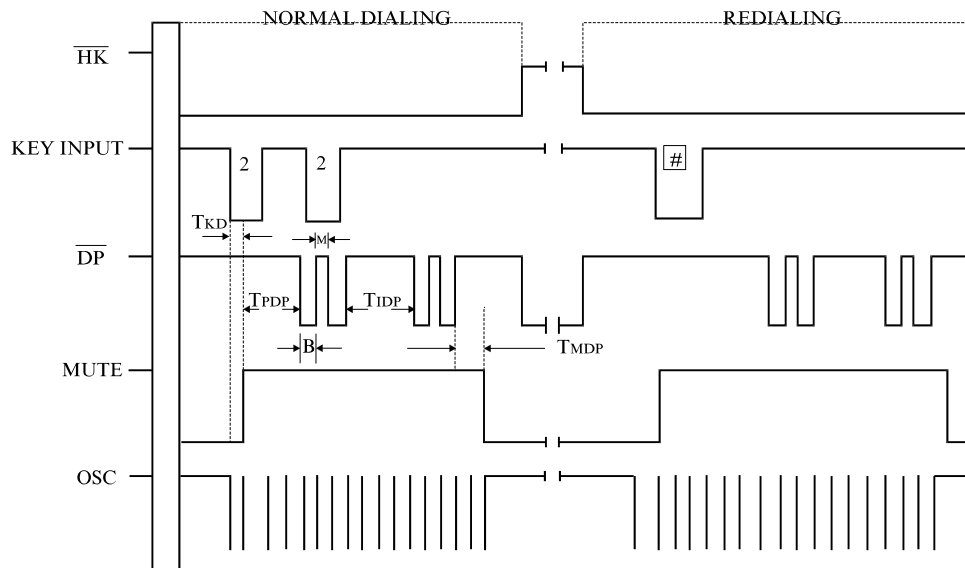 NORMAL DIALING
REDIALING
HK
KEY INPUT
2
2
#
TKD
M
DP
TPDP
TIDP
B
TMDP
MUTE
OSC